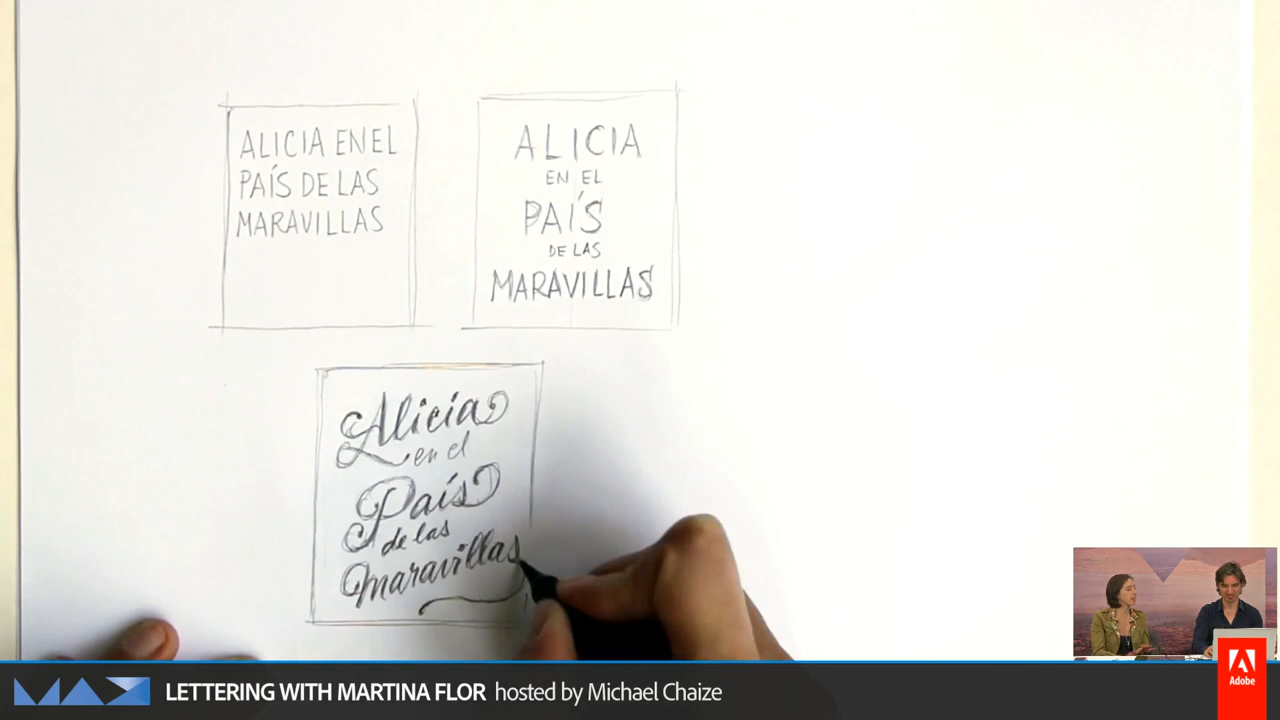 ALICIA EN EL
PAÍS DE LAS
MARAVILLAS
ALICIA
EN EL
PAÍS
DE LAS
MARAVILLAS
Alicia
en el
País
de las
Maravillas
MAX
LETTERING WITH MARTINA FLOR hosted by Michael Chaize
Adobe